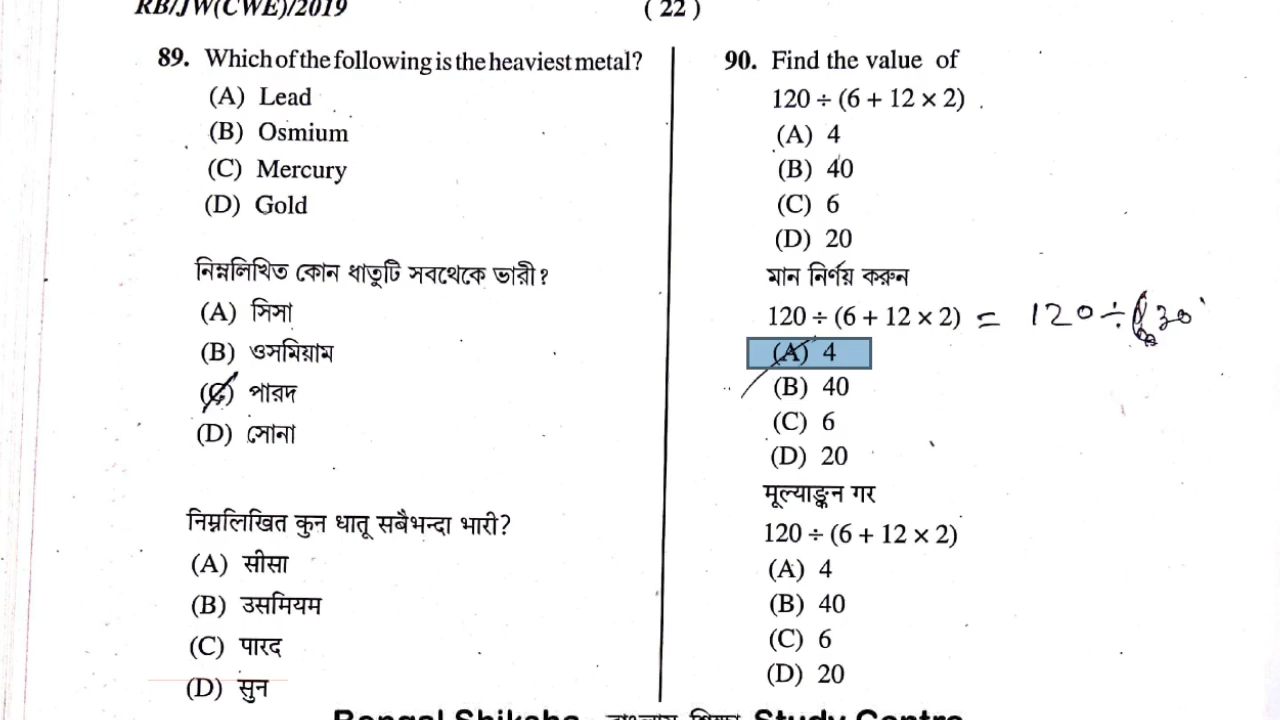 RB/JW(CWE)/2019
( 22 )
89. Which of the following is the heaviest metal?
(A) Lead
(B) Osmium
(C) Mercury
(D) Gold
নিম্নলিখিত কোন ধাতুটি সবথেকে ভারী?
(A) সিসা
(B) ওসমিয়াম
(C) পারদ
(D) সোনা
निम्नलिखित कुन धातू सबैभन्दा भारी?
(A) सीसा
(B) उसमियम
(C) पारद
(D) सुन
90. Find the value of
120 ÷ (6 + 12 × 2)
(A) 4
(B) 40
(C) 6
(D) 20
মান নির্ণয় করুন
120 ÷ (6 + 12 × 2) = 120 ÷ (30
(A) 4
(B) 40
(C) 6
(D) 20
मूल्याङ्कन गर
120 ÷ (6 + 12 × 2)
(A) 4
(B) 40
(C) 6
(D) 20
Bengal Shiksha Study Centre